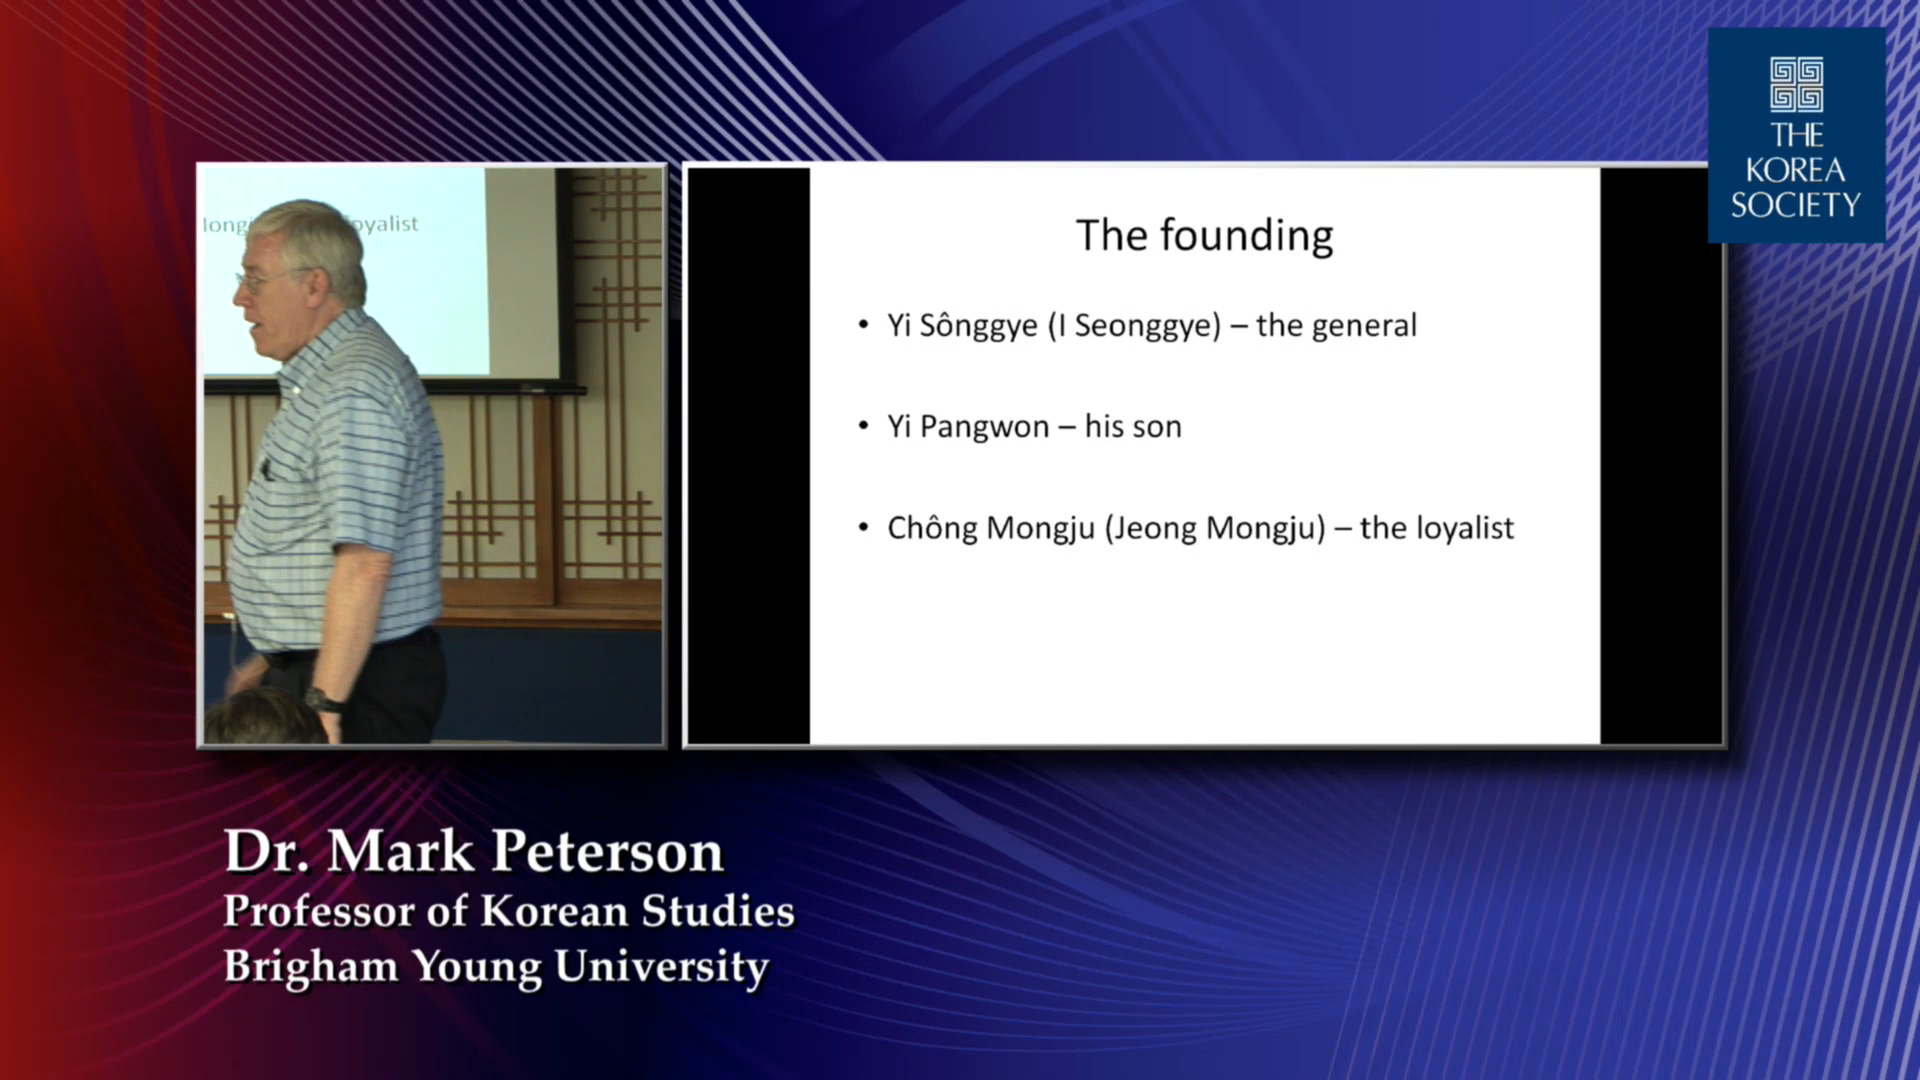 THE
KOREA
SOCIETY
oyalist
The founding
• Yi Sônggye (I Seonggye) – the general
• Yi Pangwon – his son
• Chông Mongju (Jeong Mongju) – the loyalist
Dr. Mark Peterson
Professor of Korean Studies
Brigham Young University